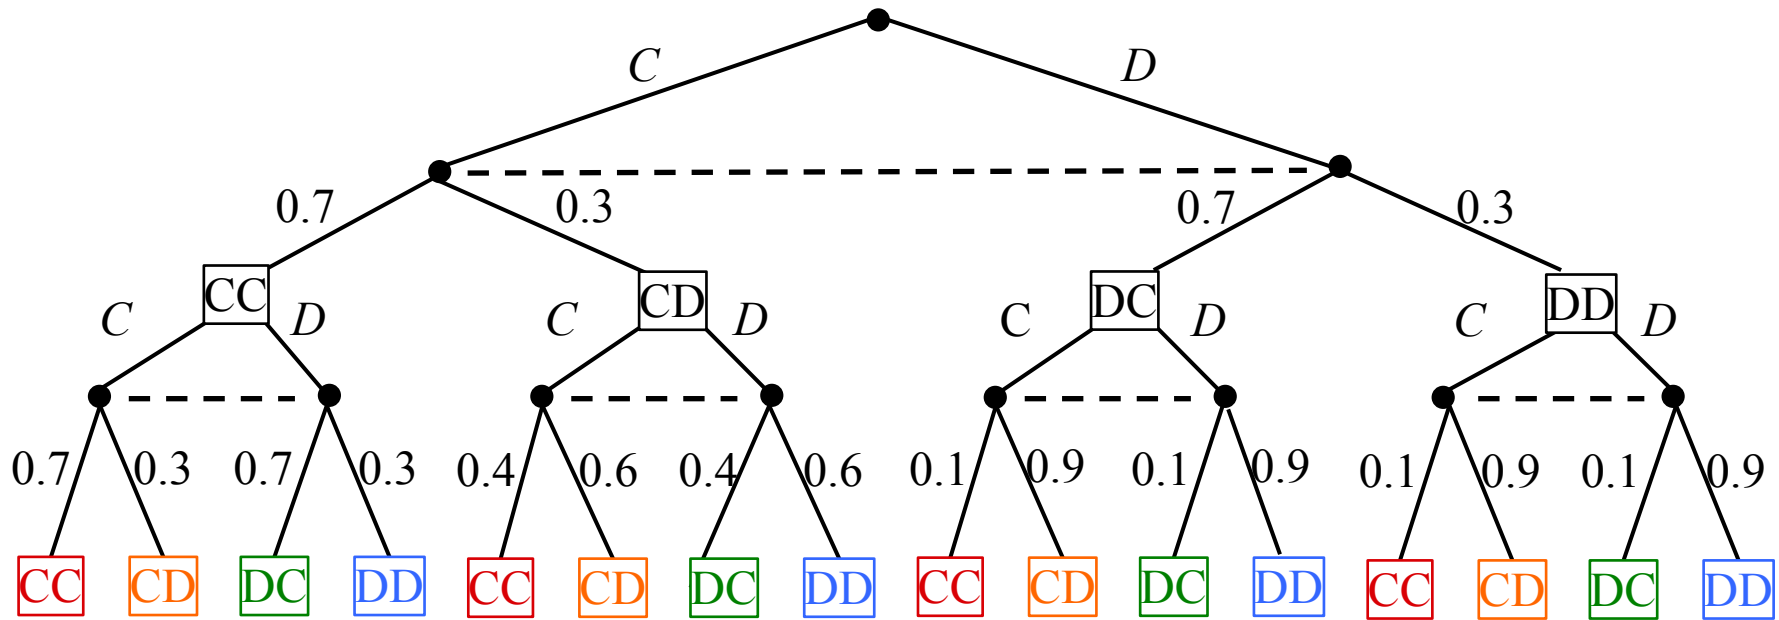 C D
0.7 0.3 0.7 0.3
CC CD DC DD
C D C D C D C D
0.7 0.3 0.7 0.3 0.4 0.6 0.4 0.6 0.1 0.9 0.1 0.9 0.1 0.9 0.1 0.9
CC CD DC DD CC CD DC DD CC CD DC DD CC CD DC DD